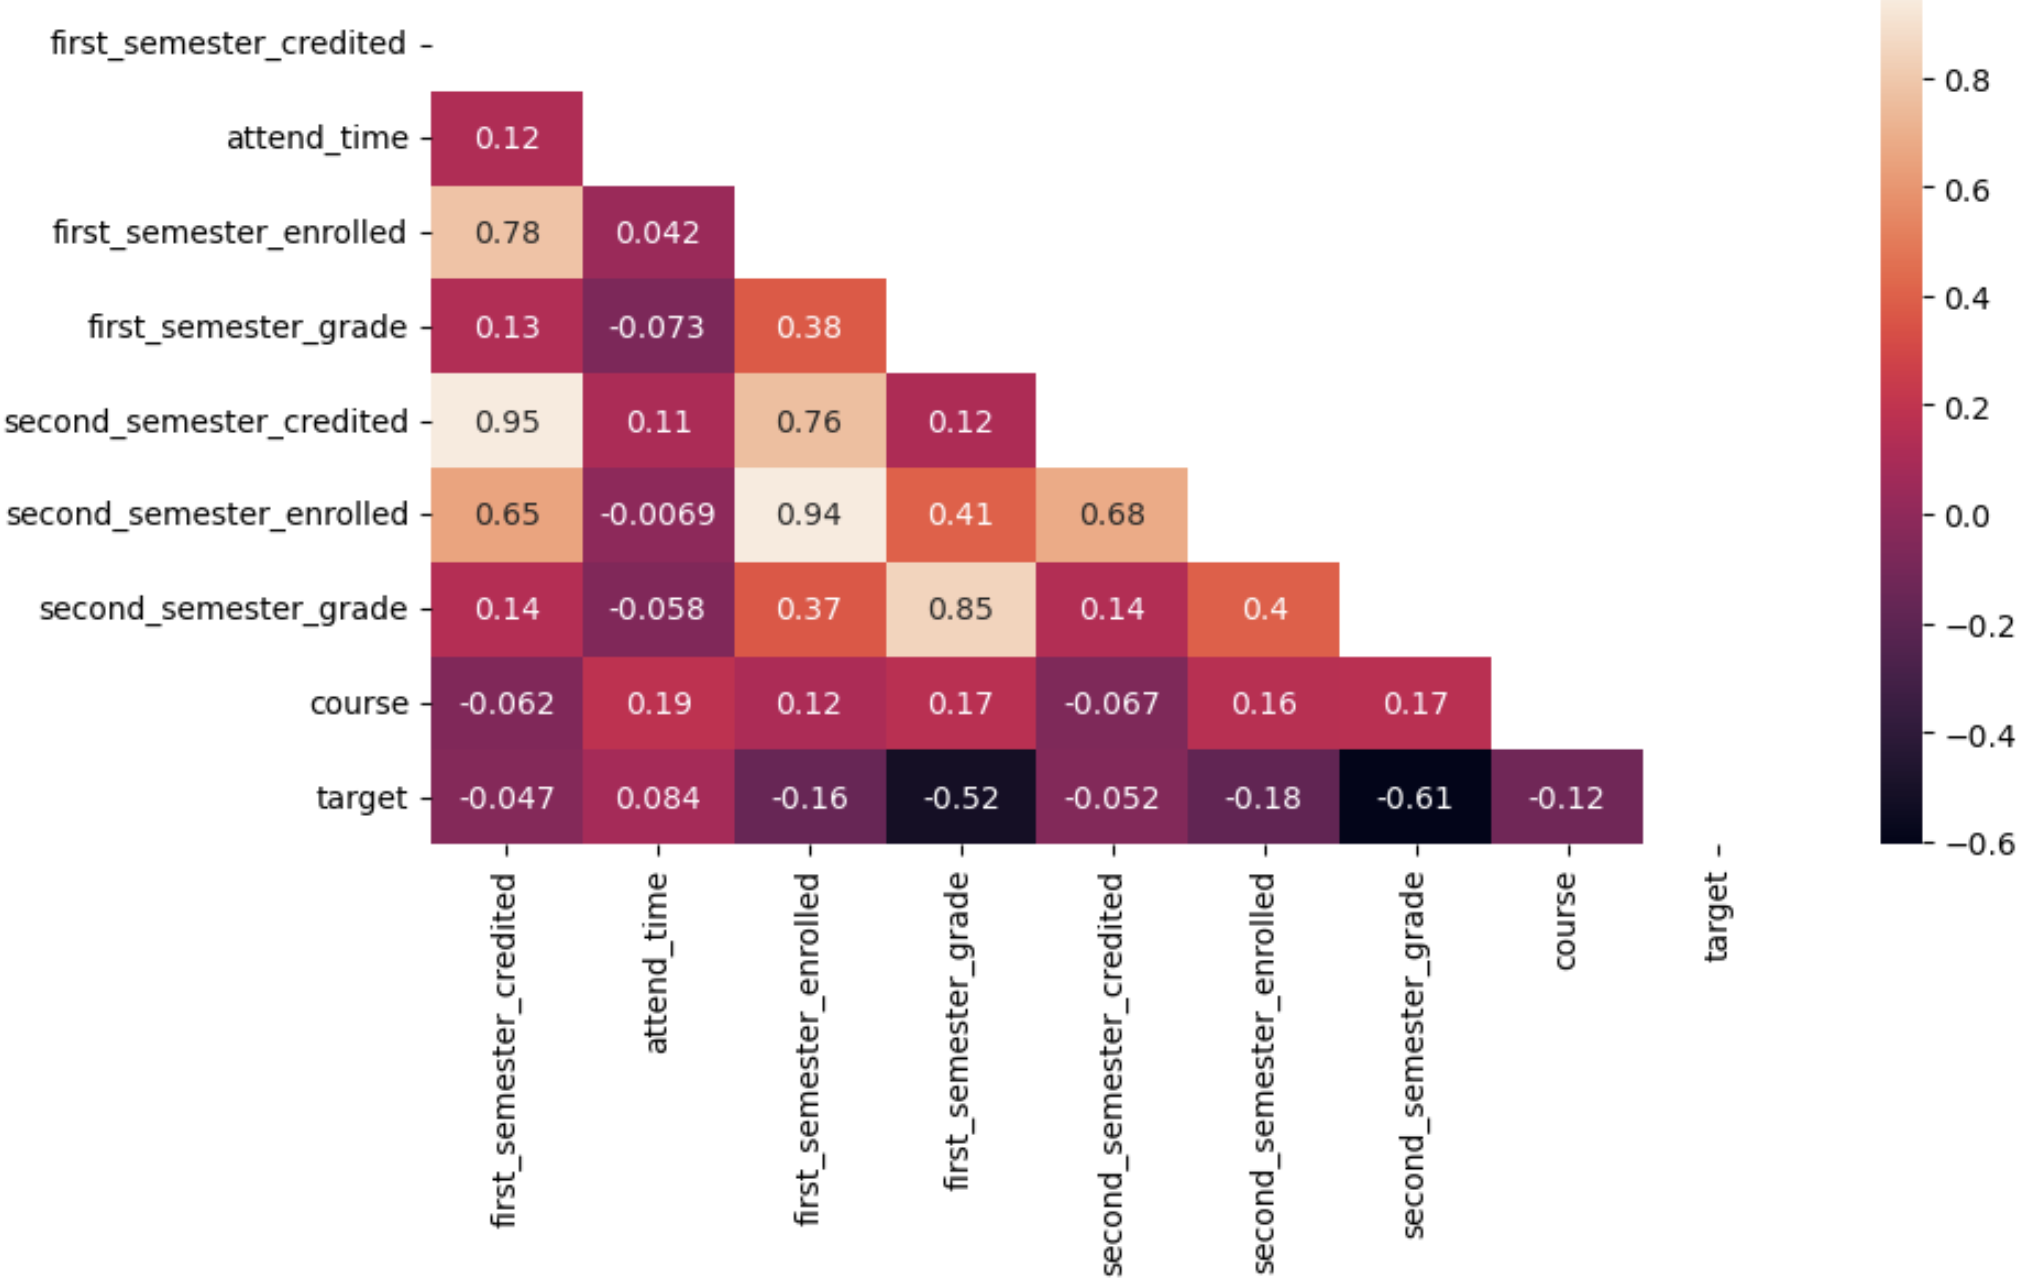 first_semester_credited
0.8
attend_time 0.12
0.6
first_semester_enrolled 0.78 0.042
0.4
first_semester_grade 0.13 -0.073 0.38
0.2
second_semester_credited 0.95 0.11 0.76 0.12
0.0
second_semester_enrolled 0.65 -0.0069 0.94 0.41 0.68
−0.2
second_semester_grade 0.14 -0.058 0.37 0.85 0.14 0.4
−0.4
course -0.062 0.19 0.12 0.17 -0.067 0.16 0.17
−0.6
target -0.047 0.084 -0.16 -0.52 -0.052 -0.18 -0.61 -0.12
first_semester_credited
attend_time
first_semester_enrolled
first_semester_grade
second_semester_credited
second_semester_enrolled
second_semester_grade
course
target